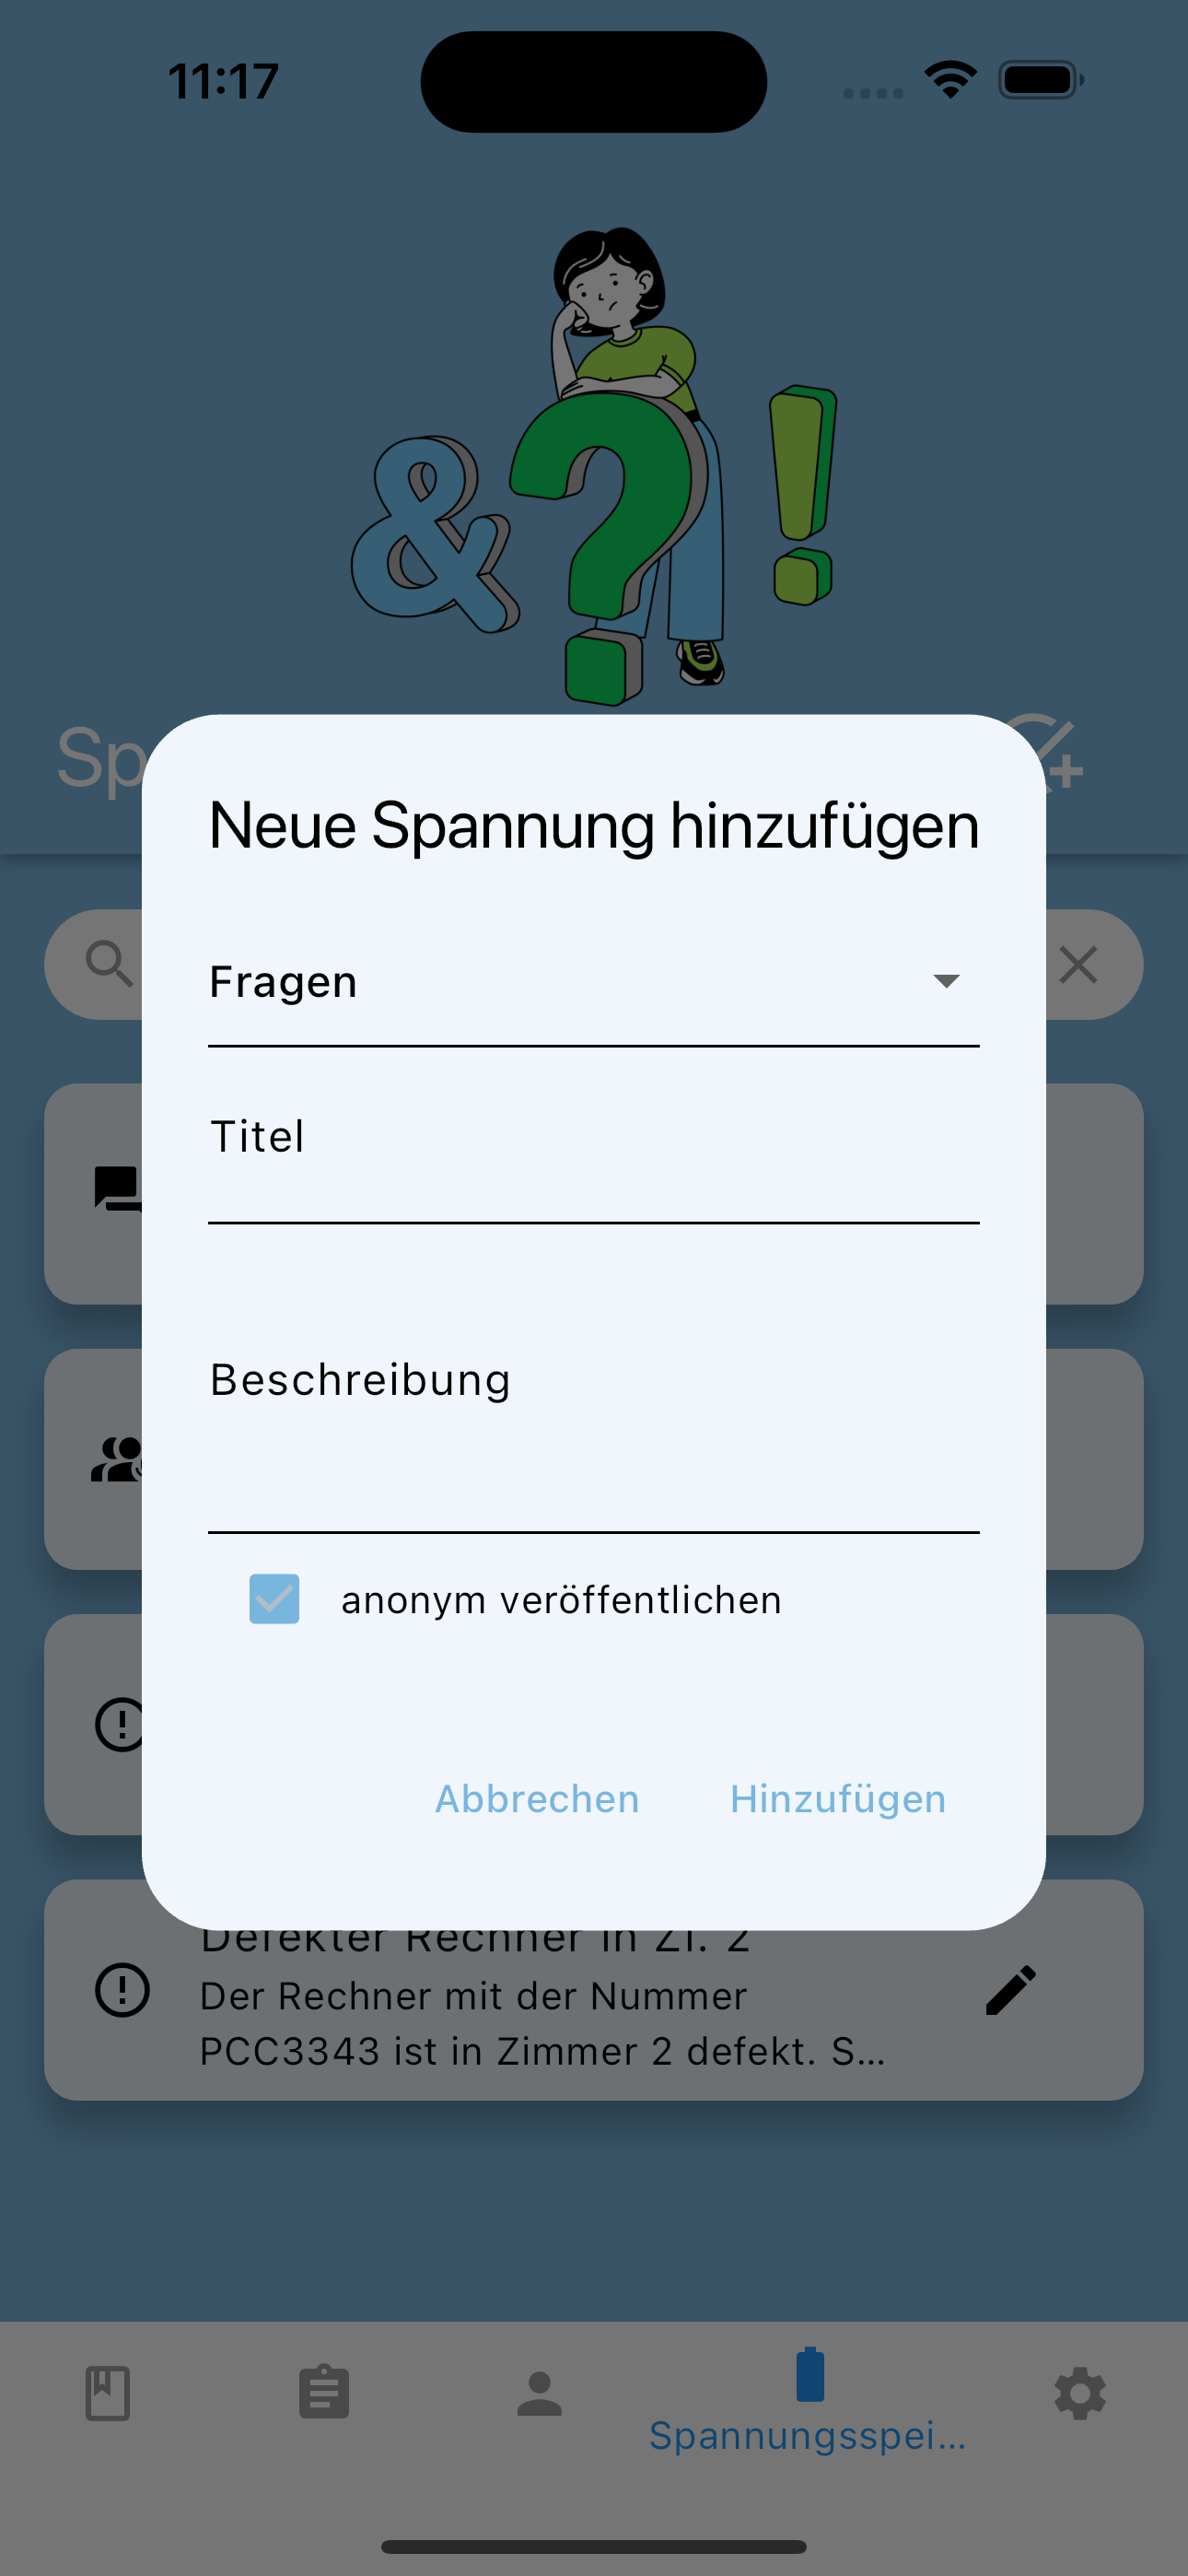 11:17
Sp
Neue Spannung hinzufügen
Fragen
Titel
Beschreibung
anonym veröffentlichen
Abbrechen Hinzufügen
Defekter Rechner in Zi. 2
Der Rechner mit der Nummer
PCC3343 ist in Zimmer 2 defekt. S...
Spannungsspei...